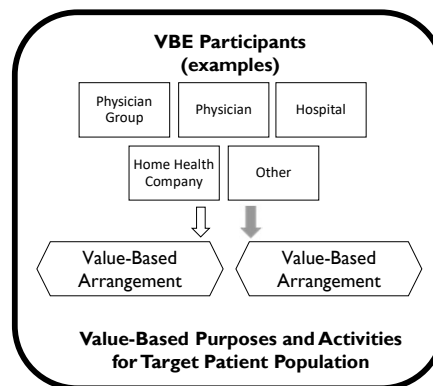 VBE Participants
(examples)
Physician
Group
Physician
Hospital
Home Health
Company
Other
Value-Based
Arrangement
Value-Based
Arrangement
Value-Based Purposes and Activities
for Target Patient Population